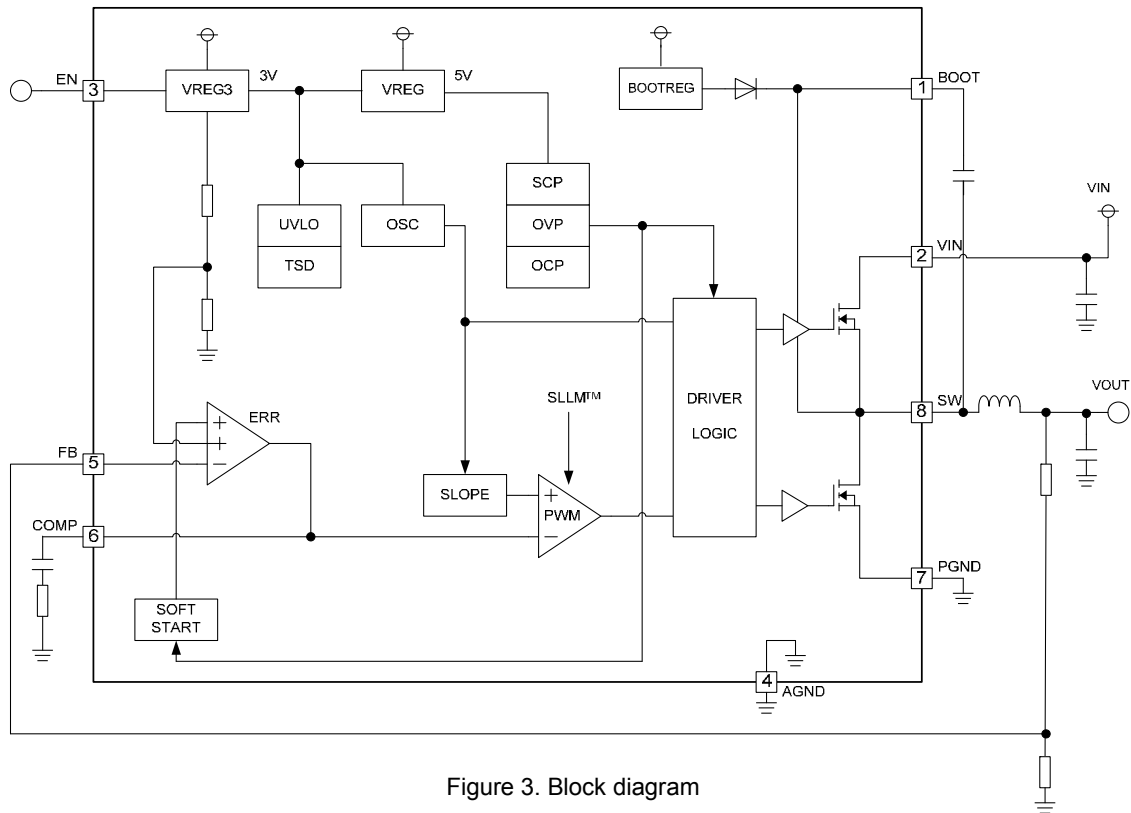 EN
3
VREG3
3V
VREG
5V
BOOTREG
1
BOOT
VIN
UVLO
TSD
OSC
SCP
OVP
OCP
2
VIN
DRIVER
LOGIC
SLLM™
8
SW
VOUT
ERR
+
+
−
FB
5
SLOPE
+
PWM
−
COMP
6
SOFT
START
7
PGND
4
AGND
Figure 3. Block diagram